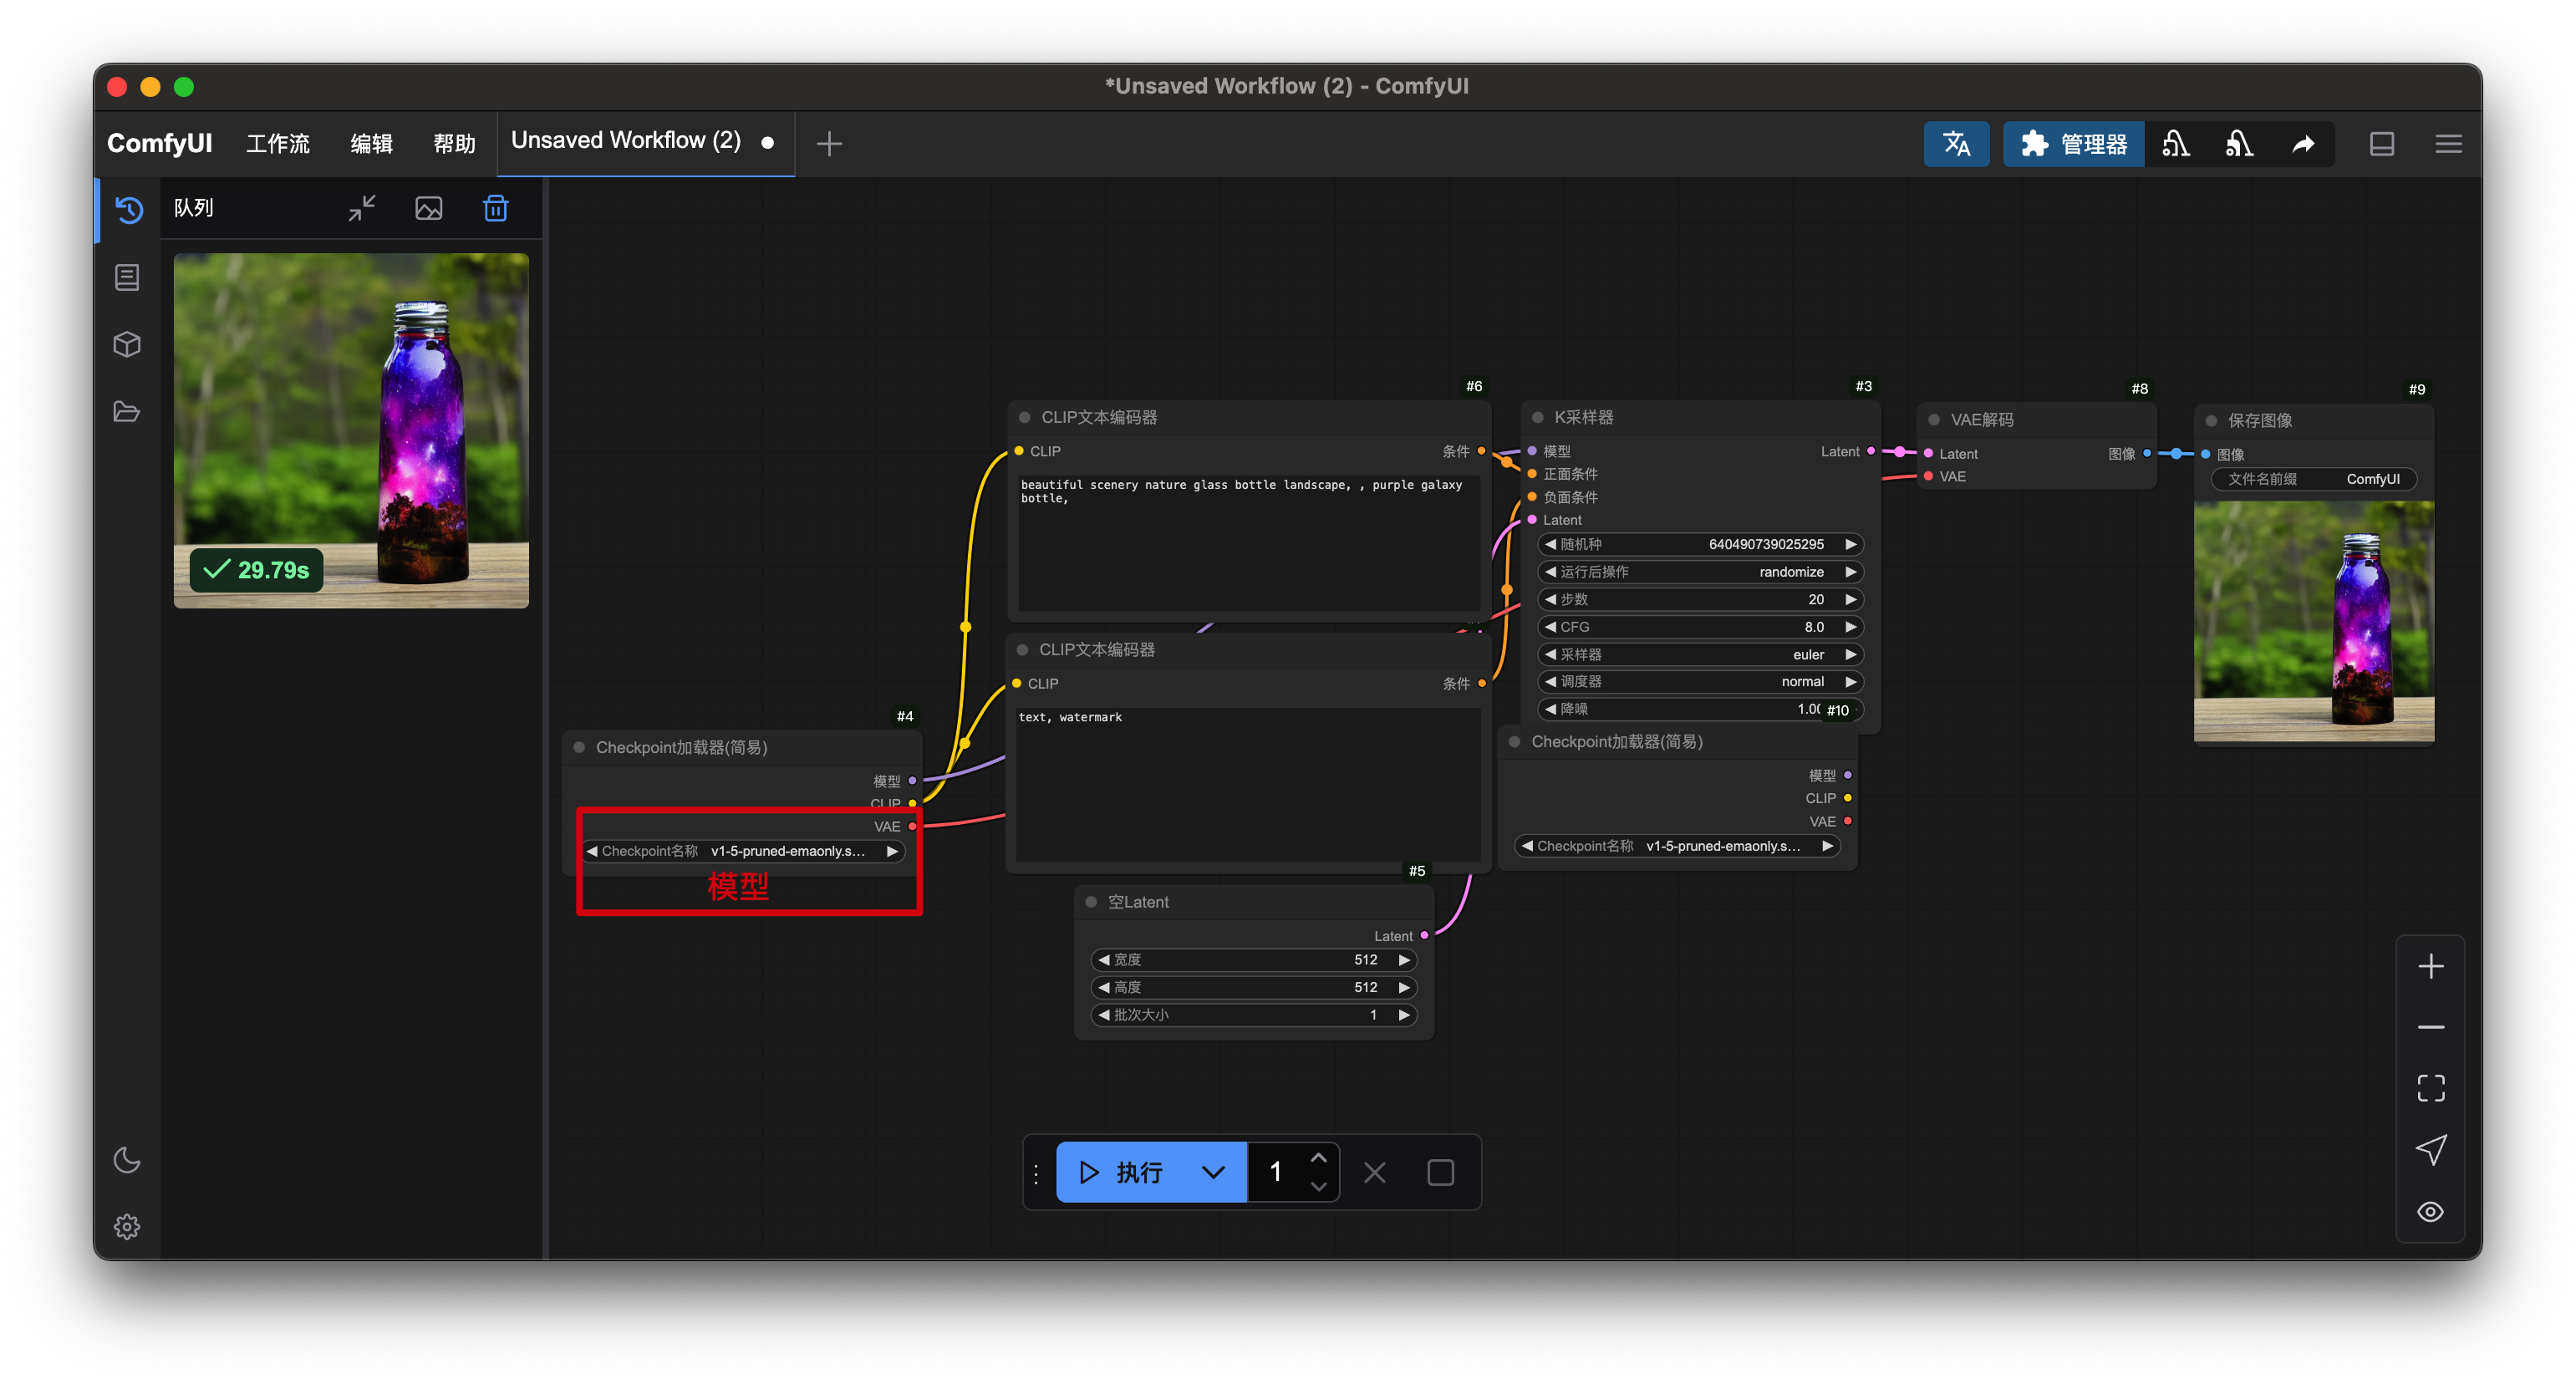 *Unsaved Workflow (2) - ComfyUI
ComfyUI 工作流 编辑 帮助 Unsaved Workflow (2) 管理器
队列
29.79s
#6
CLIP文本编码器
CLIP 条件
beautiful scenery nature glass bottle landscape, , purple galaxy
bottle,
CLIP文本编码器
CLIP 条件
text, watermark
#4
Checkpoint加载器(简易)
模型
CLIP
VAE
Checkpoint名称 v1-5-pruned-emaonly.s...
模型
#5
空Latent
Latent
宽度 512
高度 512
批次大小 1
#3
K采样器
模型 Latent
正面条件
负面条件
Latent
随机种 640490739025295
运行后操作 randomize
步数 20
CFG 8.0
采样器 euler
调度器 normal
降噪 1.0
#10
Checkpoint加载器(简易)
模型
CLIP
VAE
Checkpoint名称 v1-5-pruned-emaonly.s...
#8
VAE解码
Latent 图像
VAE
#9
保存图像
图像
文件名前缀 ComfyUI
执行 1